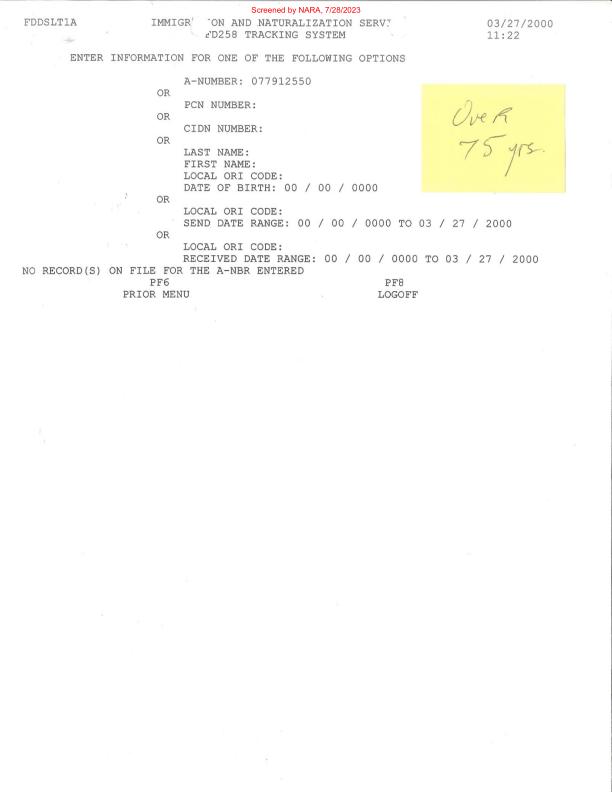 Screened by NARA, 7/28/2023
FDDSLT1A IMMIGR ON AND NATURALIZATION SERV 03/27/2000
D258 TRACKING SYSTEM 11:22
ENTER INFORMATION FOR ONE OF THE FOLLOWING OPTIONS
A-NUMBER: 077912550
OR
PCN NUMBER:
OR
CIDN NUMBER:
OR
LAST NAME:
FIRST NAME:
LOCAL ORI CODE:
DATE OF BIRTH: 00 / 00 / 0000
OR
LOCAL ORI CODE:
SEND DATE RANGE: 00 / 00 / 0000 TO 03 / 27 / 2000
OR
LOCAL ORI CODE:
RECEIVED DATE RANGE: 00 / 00 / 0000 TO 03 / 27 / 2000
NO RECORD(S) ON FILE FOR THE A-NBR ENTERED
PF6 PF8
PRIOR MENU LOGOFF
Over
75 yrs.